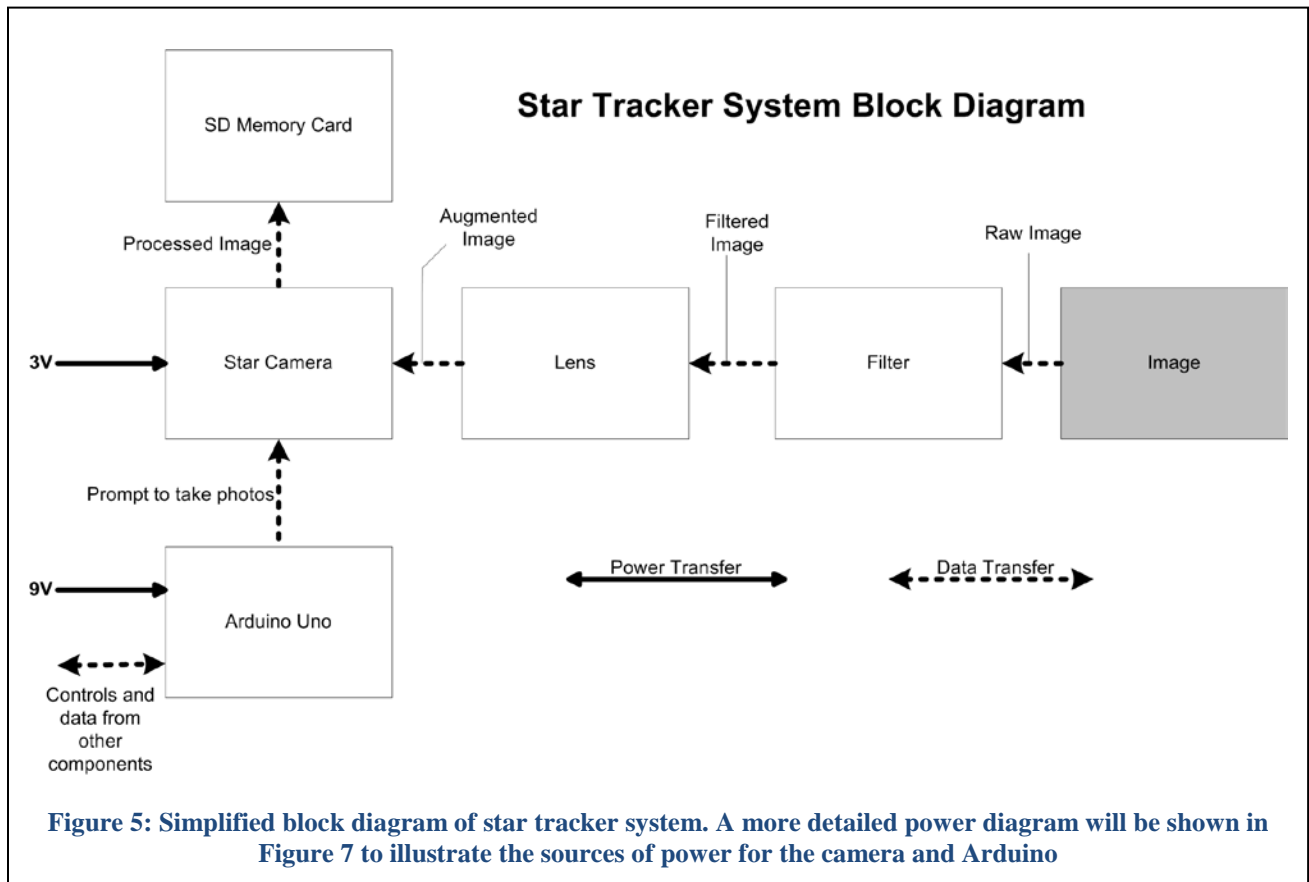 Star Tracker System Block Diagram
SD Memory Card
Processed Image
Augmented
Image
Filtered
Image
Raw Image
3V
Star Camera
Lens
Filter
Image
Prompt to take photos
9V
Arduino Uno
Power Transfer
Data Transfer
Controls and
data from
other
components
Figure 5: Simplified block diagram of star tracker system. A more detailed power diagram will be shown in
Figure 7 to illustrate the sources of power for the camera and Arduino